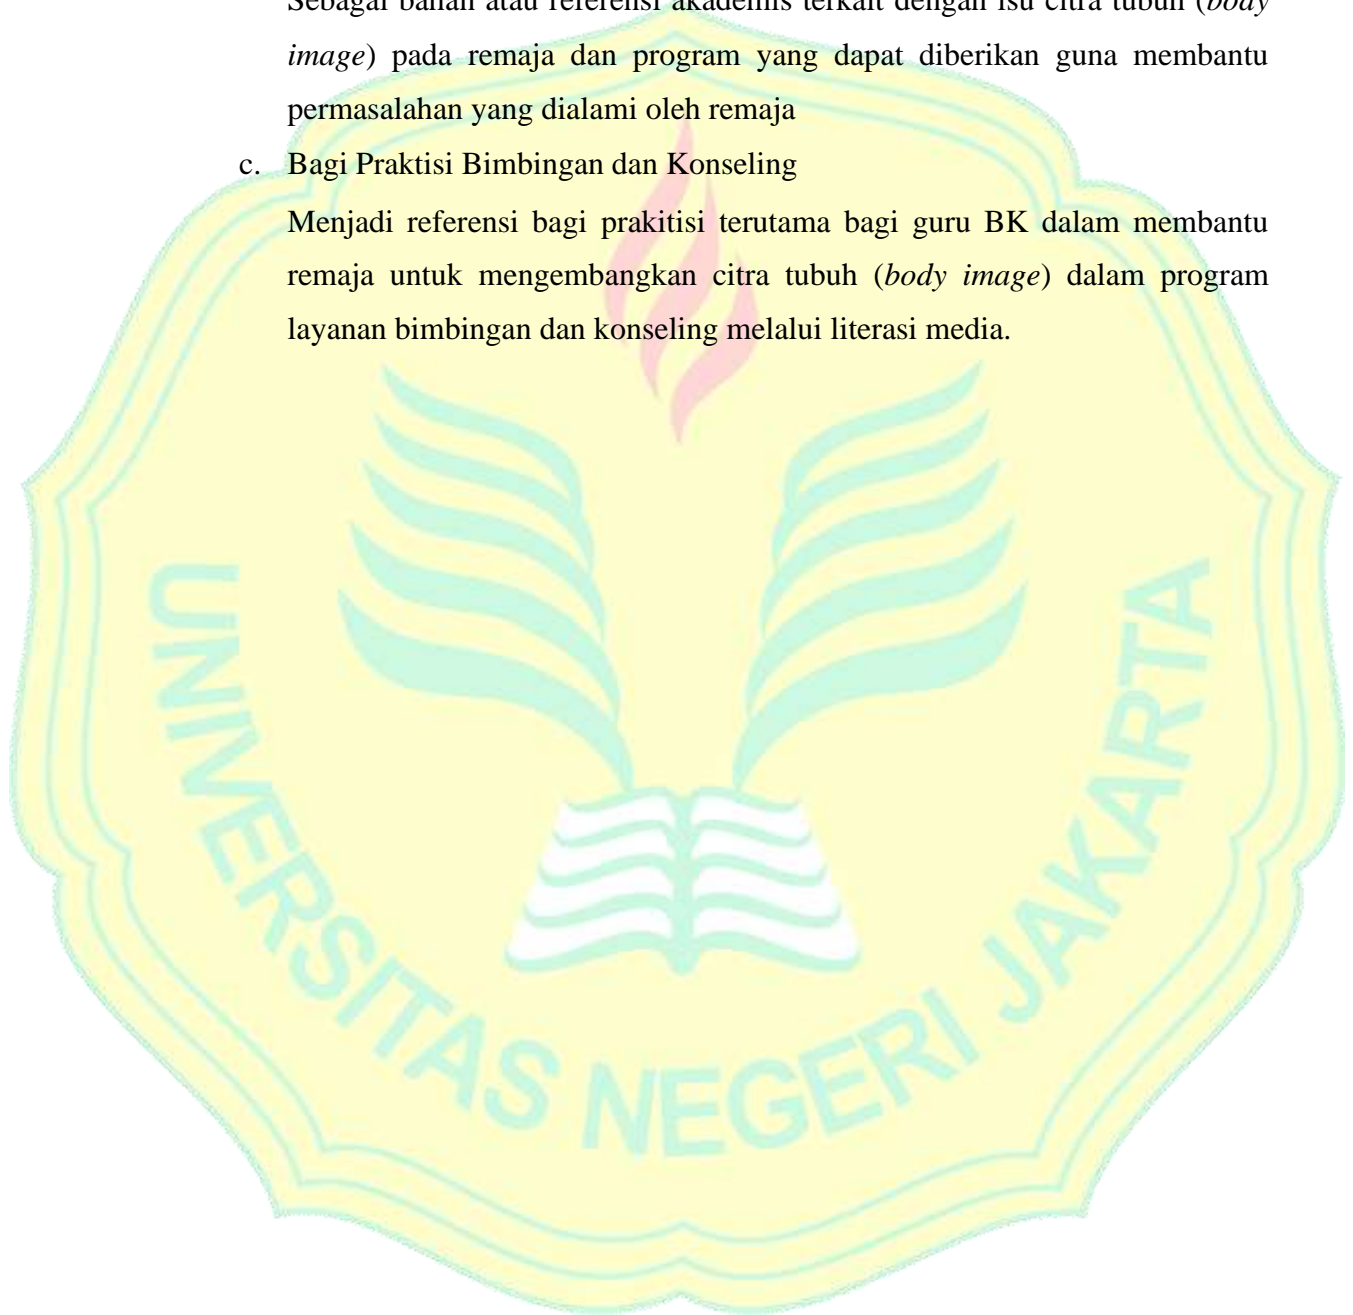 Sebagai bahan atau referensi akademis terkait dengan isu citra tubuh (body
image) pada remaja dan program yang dapat diberikan guna membantu
permasalahan yang dialami oleh remaja
c. Bagi Praktisi Bimbingan dan Konseling
Menjadi referensi bagi prakitisi terutama bagi guru BK dalam membantu
remaja untuk mengembangkan citra tubuh (body image) dalam program
layanan bimbingan dan konseling melalui literasi media.
UNIVERSITAS NEGERI JAKARTA